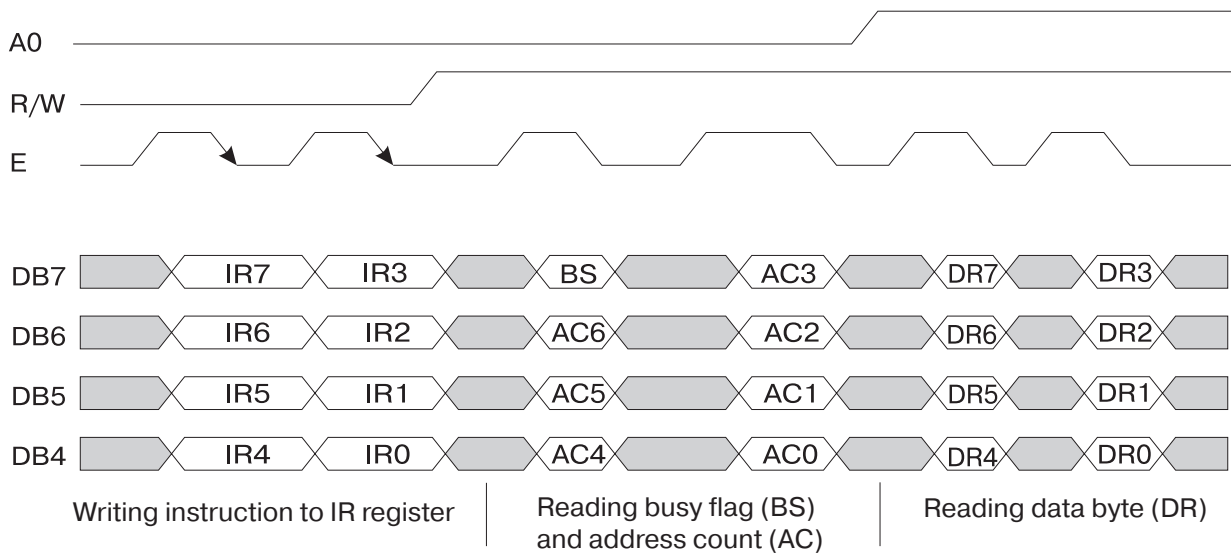 A0
R/W
E
DB7 IR7 IR3 BS AC3 DR7 DR3
DB6 IR6 IR2 AC6 AC2 DR6 DR2
DB5 IR5 IR1 AC5 AC1 DR5 DR1
DB4 IR4 IR0 AC4 AC0 DR4 DR0
Writing instruction to IR register
Reading busy flag (BS)
and address count (AC)
Reading data byte (DR)